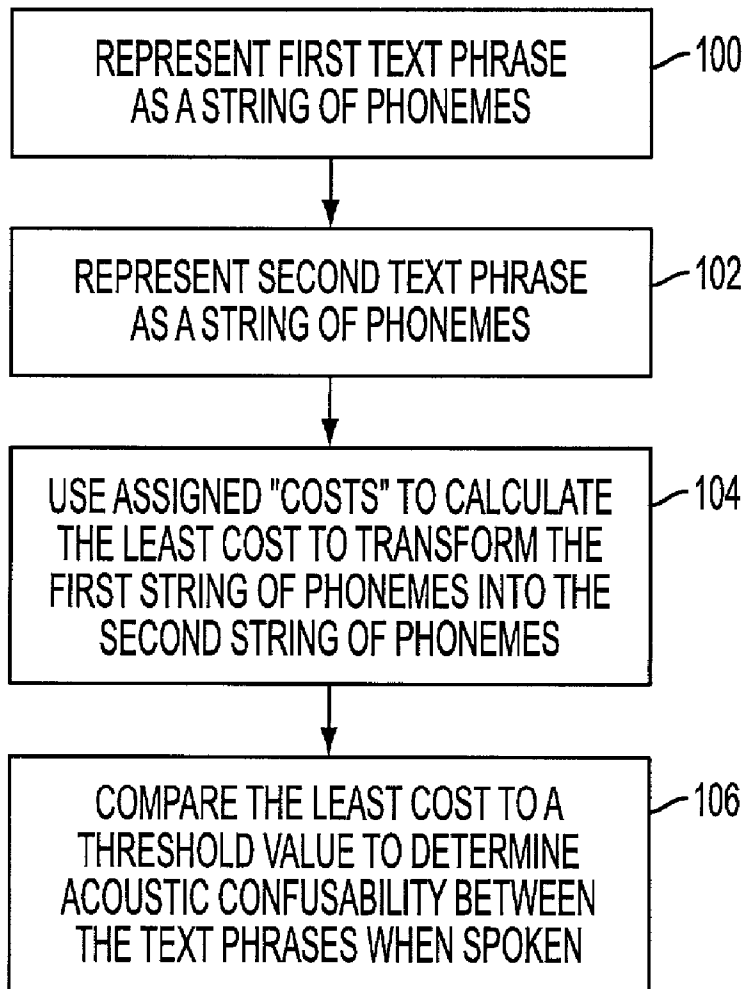 REPRESENT FIRST TEXT PHRASE
AS A STRING OF PHONEMES
100
REPRESENT SECOND TEXT PHRASE
AS A STRING OF PHONEMES
102
USE ASSIGNED "COSTS" TO CALCULATE
THE LEAST COST TO TRANSFORM THE
FIRST STRING OF PHONEMES INTO THE
SECOND STRING OF PHONEMES
104
COMPARE THE LEAST COST TO A
THRESHOLD VALUE TO DETERMINE
ACOUSTIC CONFUSABILITY BETWEEN
THE TEXT PHRASES WHEN SPOKEN
106